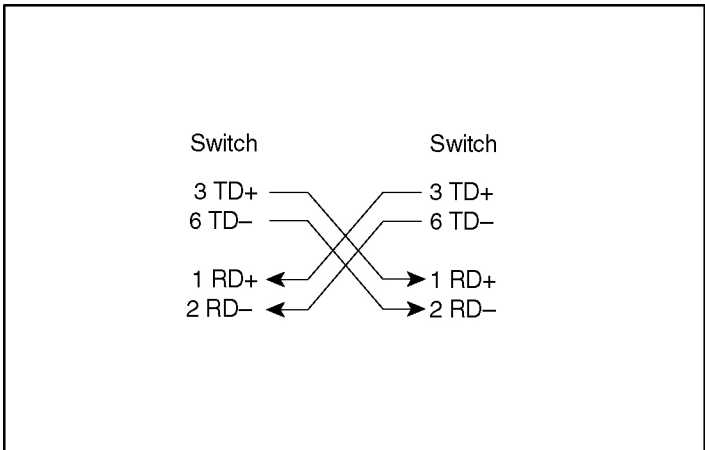 Switch Switch
3 TD+ 3 TD+
6 TD– 6 TD–
1 RD+ 1 RD+
2 RD– 2 RD–